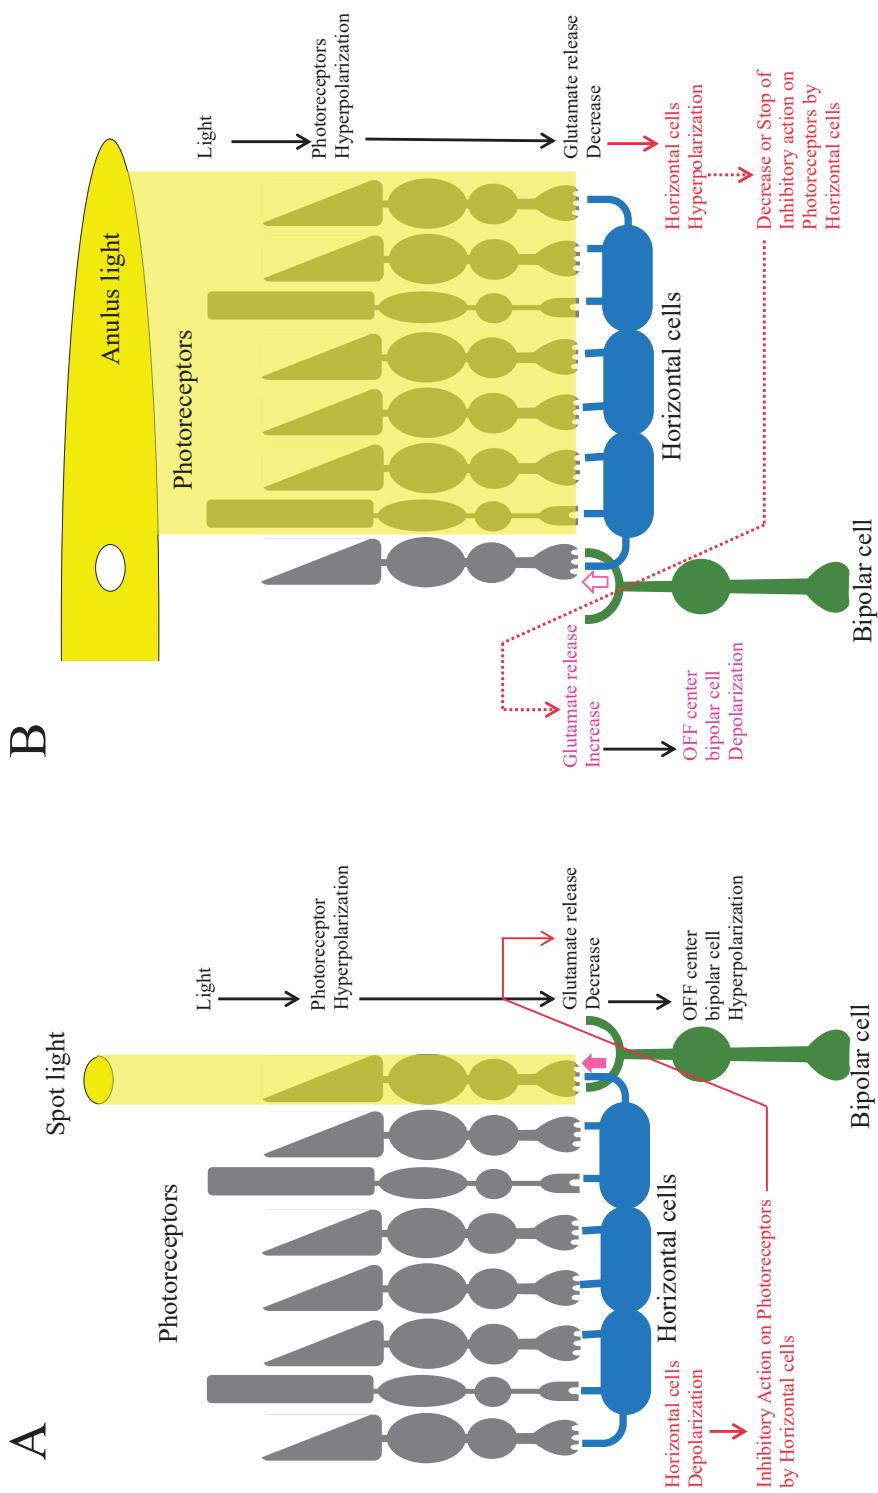 A
Spot light
Photoreceptors
Light
Photoreceptor
Hyperpolarization
Glutamate release
Decrease
OFF center
bipolar cell
Hyperpolarization
Horizontal cells
Horizontal cells
Depolarization
Inhibitory Action on Photoreceptors
by Horizontal cells
Bipolar cell
B
Anulus light
Photoreceptors
Light
Photoreceptors
Hyperpolarization
Glutamate release
Decrease
Horizontal cells
Hyperpolarization
Decrease or Stop of
Inhibitory action on
Photoreceptors by
Horizontal cells
Horizontal cells
Glutamate release
Increase
OFF center
bipolar cell
Depolarization
Bipolar cell